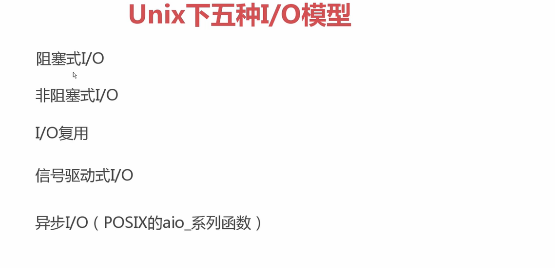 Unix下五种I/O模型
阻塞式I/O
非阻塞式I/O
I/O复用
信号驱动式I/O
异步I/O（POSIX的aio_系列函数）